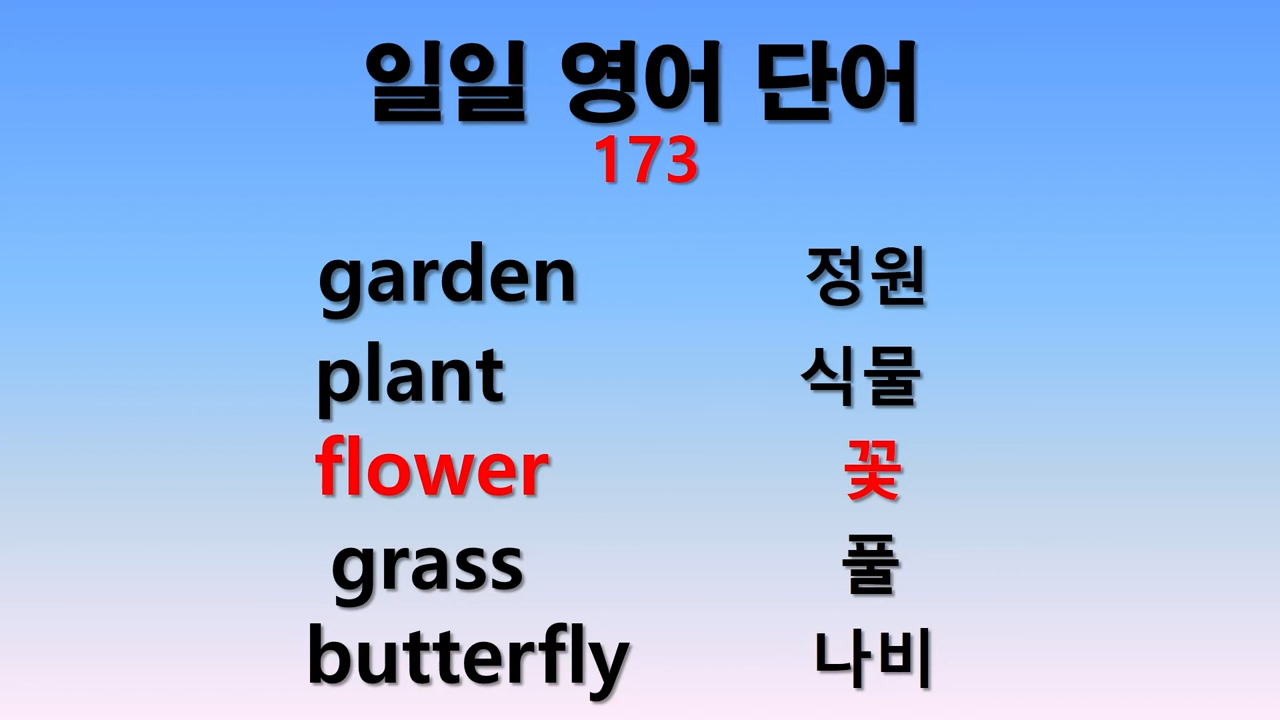 일일 영어 단어
173
garden 정원
plant 식물
flower 꽃
grass 풀
butterfly 나비